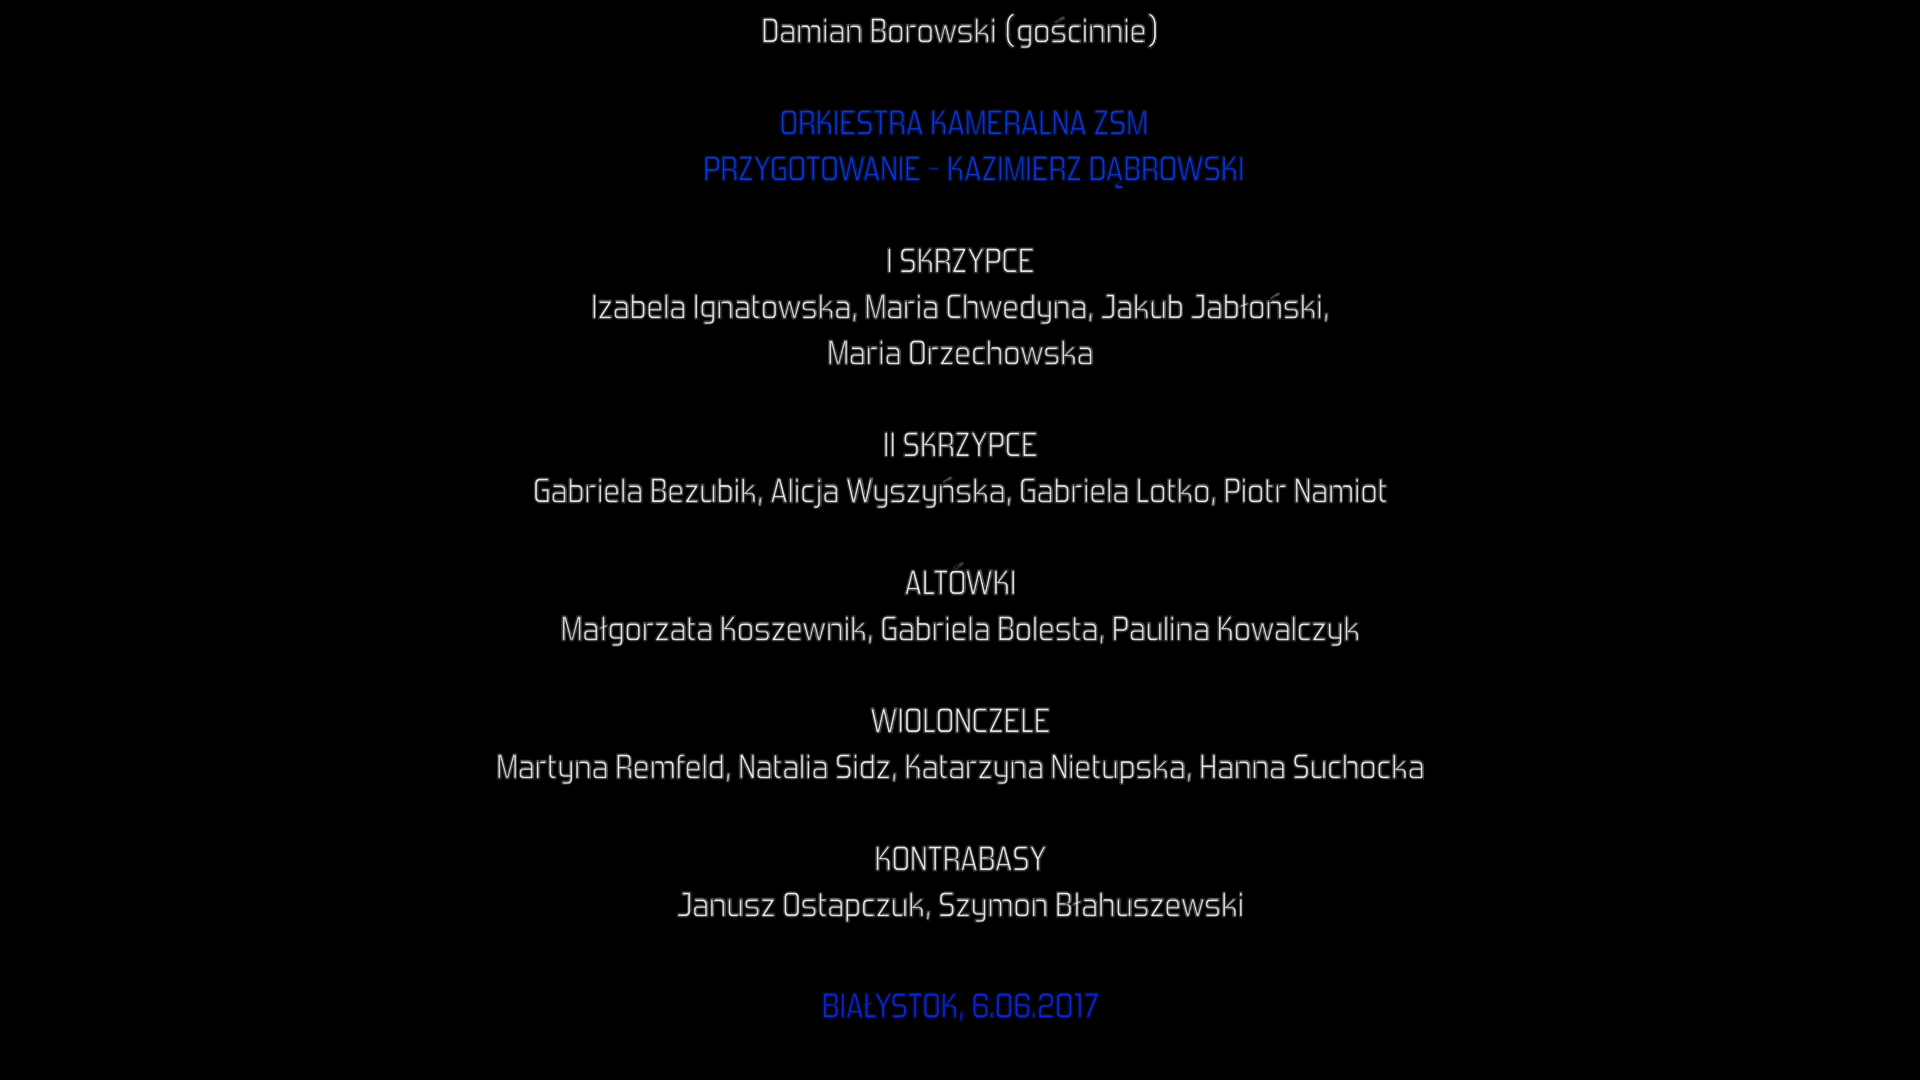 Damian Borowski (gościnnie)
ORKIESTRA KAMERALNA ZSM
PRZYGOTOWANIE - KAZIMIERZ DĄBROWSKI
I SKRZYPCE
Izabela Ignatowska, Maria Chwedyna, Jakub Jabłoński,
Maria Orzechowska
II SKRZYPCE
Gabriela Bezubik, Alicja Wyszyńska, Gabriela Lotko, Piotr Namiot
ALTÓWKI
Małgorzata Koszewnik, Gabriela Bolesta, Paulina Kowalczyk
WIOLONCZELE
Martyna Remfeld, Natalia Sidz, Katarzyna Nietupska, Hanna Suchocka
KONTRABASY
Janusz Ostapczuk, Szymon Błahuszewski
BIAŁYSTOK, 6.06.2017